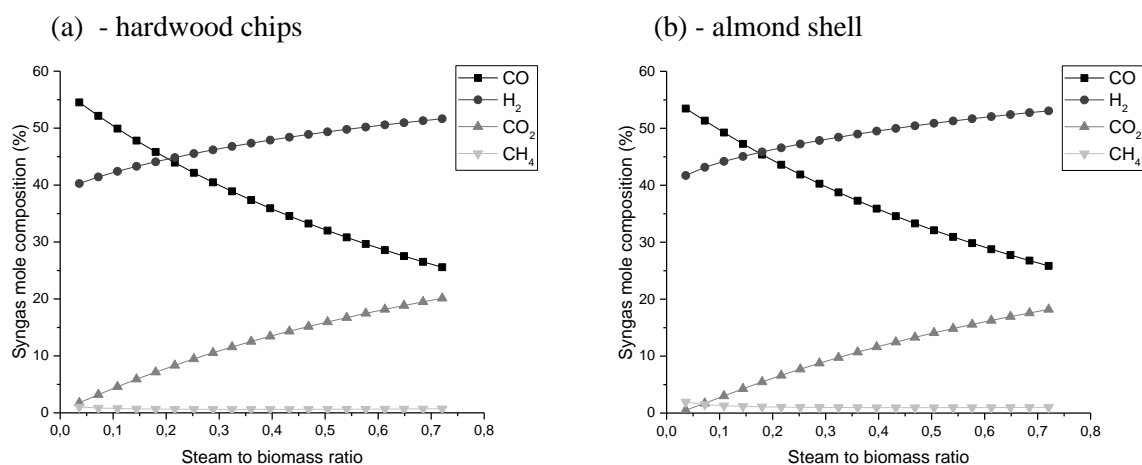 (a) - hardwood chips
60
50
40
30
20
10
0
Syngas mole composition (%)
0,0 0,1 0,2 0,3 0,4 0,5 0,6 0,7 0,8
Steam to biomass ratio
CO
H₂
CO₂
CH₄
(b) - almond shell
60
50
40
30
20
10
0
Syngas mole composition (%)
0,0 0,1 0,2 0,3 0,4 0,5 0,6 0,7 0,8
Steam to biomass ratio
CO
H₂
CO₂
CH₄